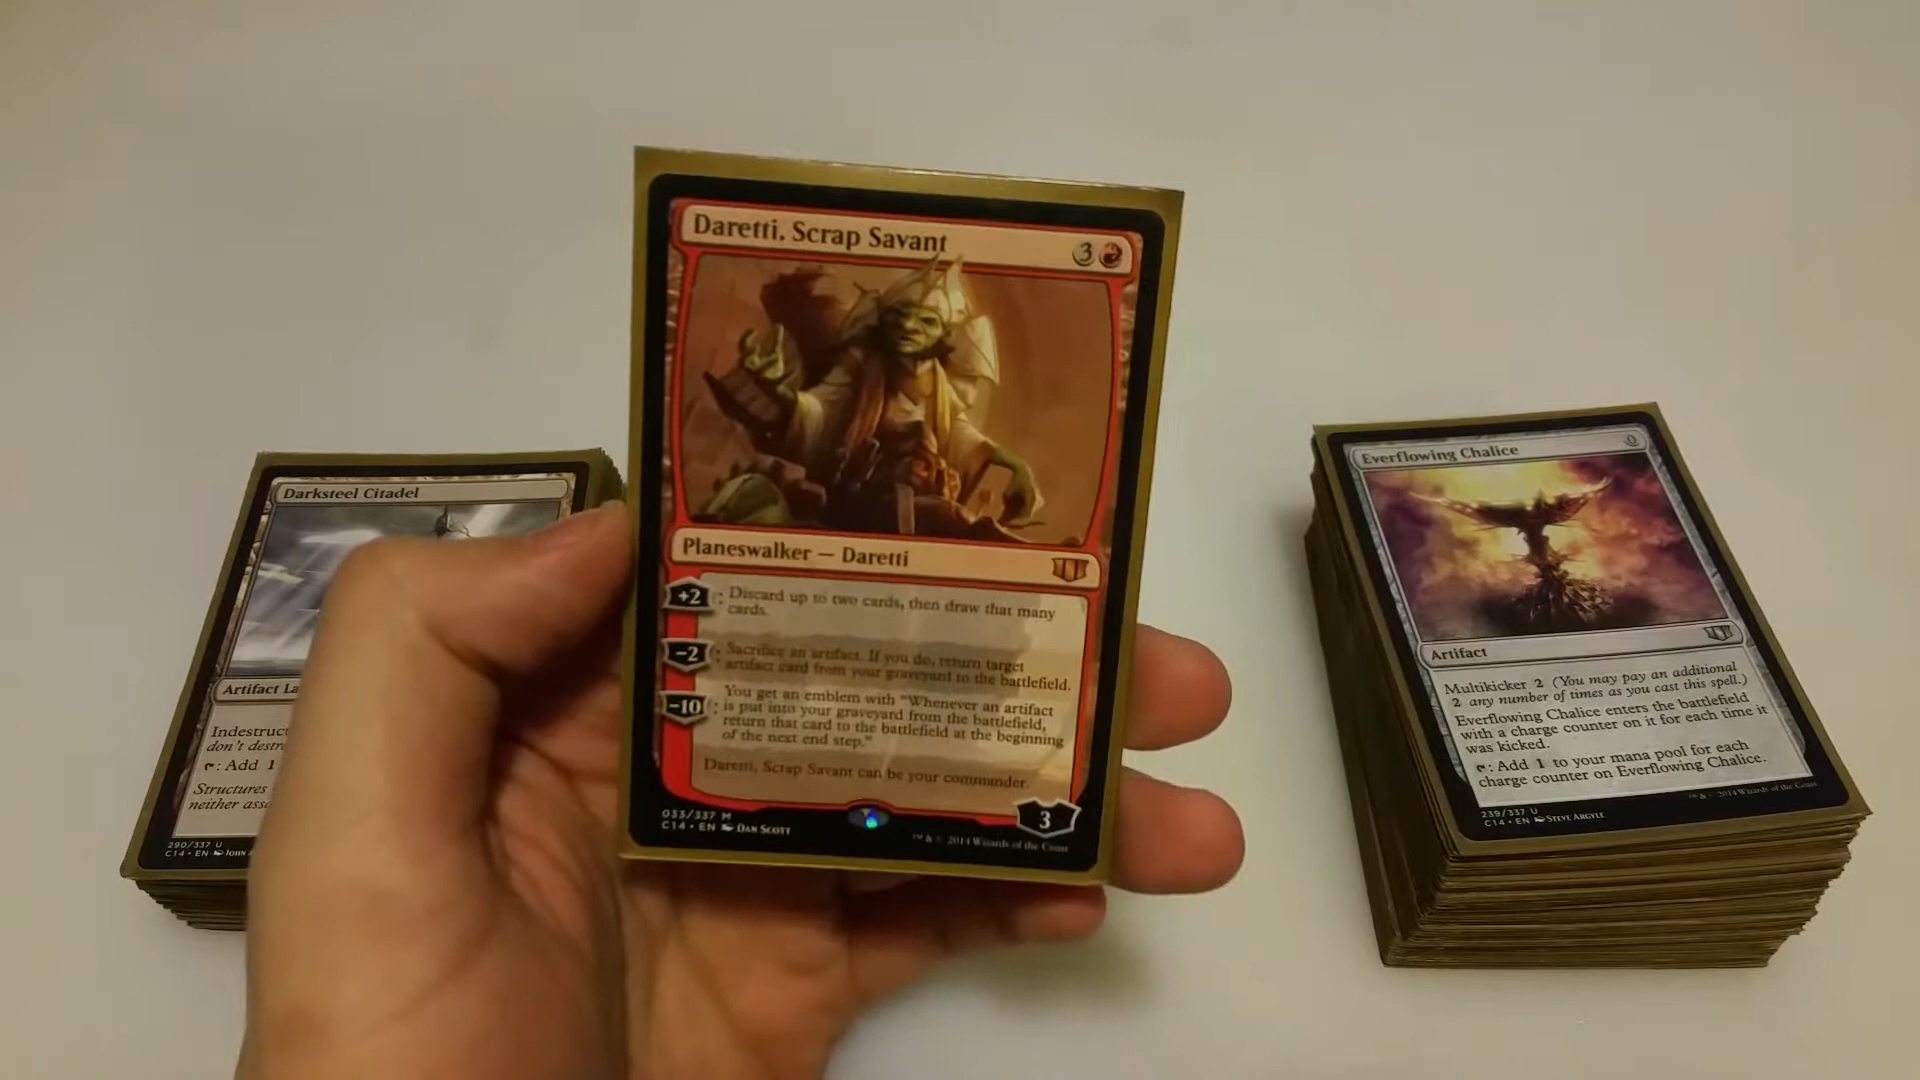 Daretti, Scrap Savant
3
Planeswalker — Daretti
+2 : Discard up to two cards, then draw that many
cards.
−2 : Sacrifice an artifact. If you do, return target
artifact card from your graveyard to the battlefield.
−10 : You get an emblem with "Whenever an artifact
is put into your graveyard from the battlefield,
return that card to the battlefield at the beginning
of the next end step."
Daretti, Scrap Savant can be your commander.
3
033/337 M
C14 • EN DAN SCOTT
™ & © 2014 Wizards of the Coast
Darksteel Citadel
Artifact La
Indestruc
don't destr
: Add 1
Structures
neither asso
290/337 U
C14 • EN JOHN
Everflowing Chalice
0
Artifact
Multikicker 2 (You may pay an additional
2 any number of times as you cast this spell.)
Everflowing Chalice enters the battlefield
with a charge counter on it for each time it
was kicked.
: Add 1 to your mana pool for each
charge counter on Everflowing Chalice.
239/337 U
C14 • EN STEVE ARGYLE
™ & © 2014 Wizards of the Coast